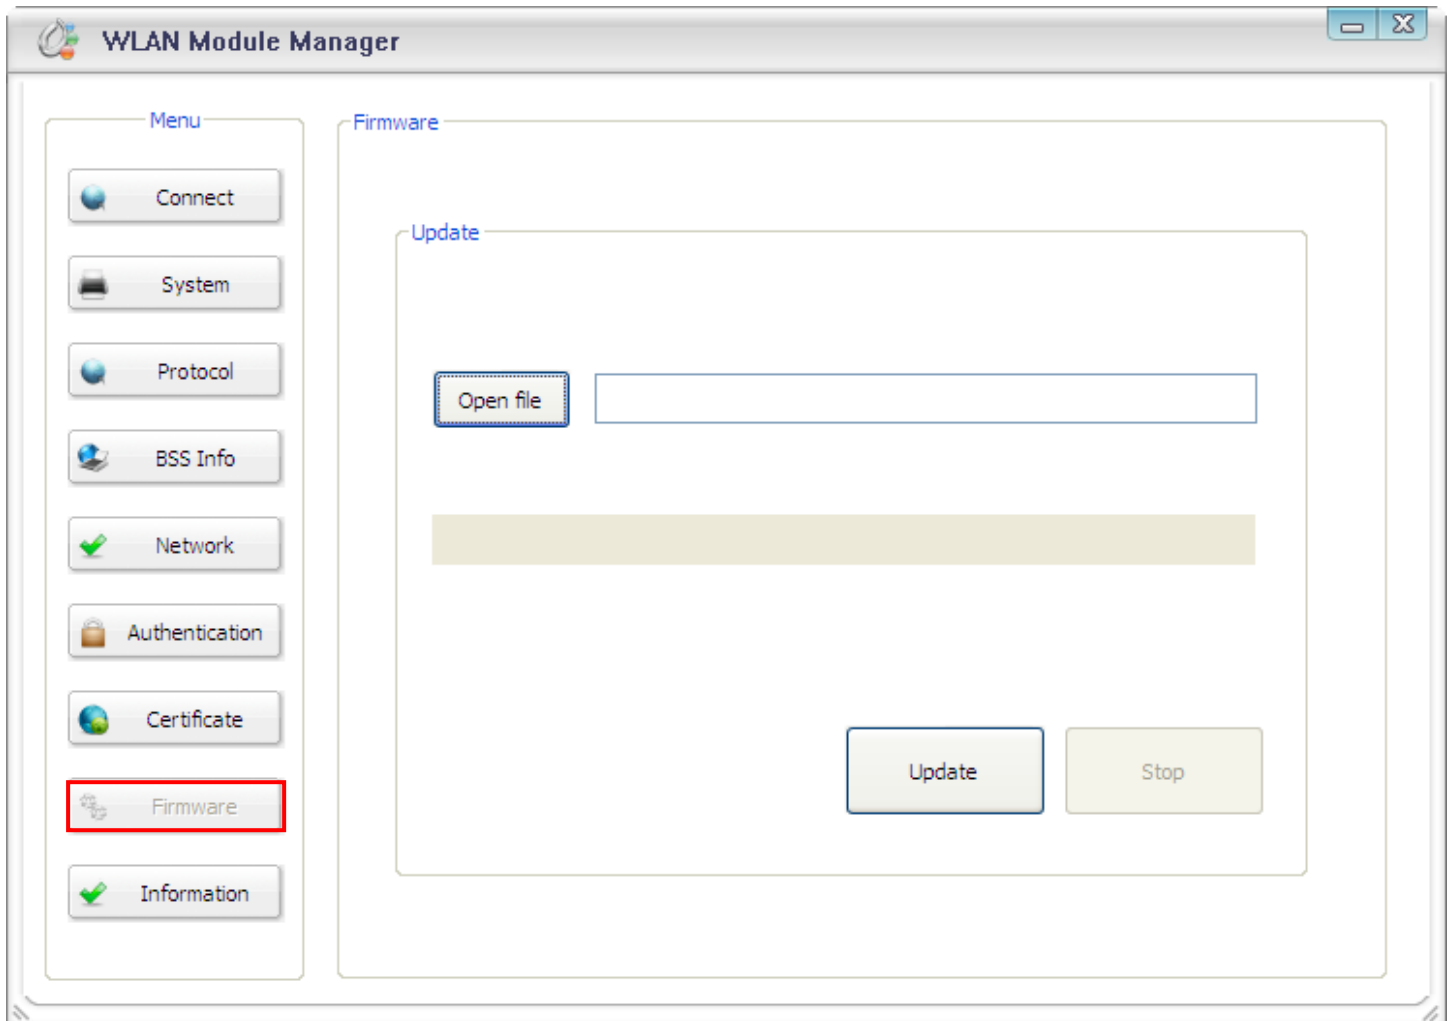 WLAN Module Manager
Menu
Connect
System
Protocol
BSS Info
Network
Authentication
Certificate
Firmware
Information
Firmware
Update
Open file
Update
Stop